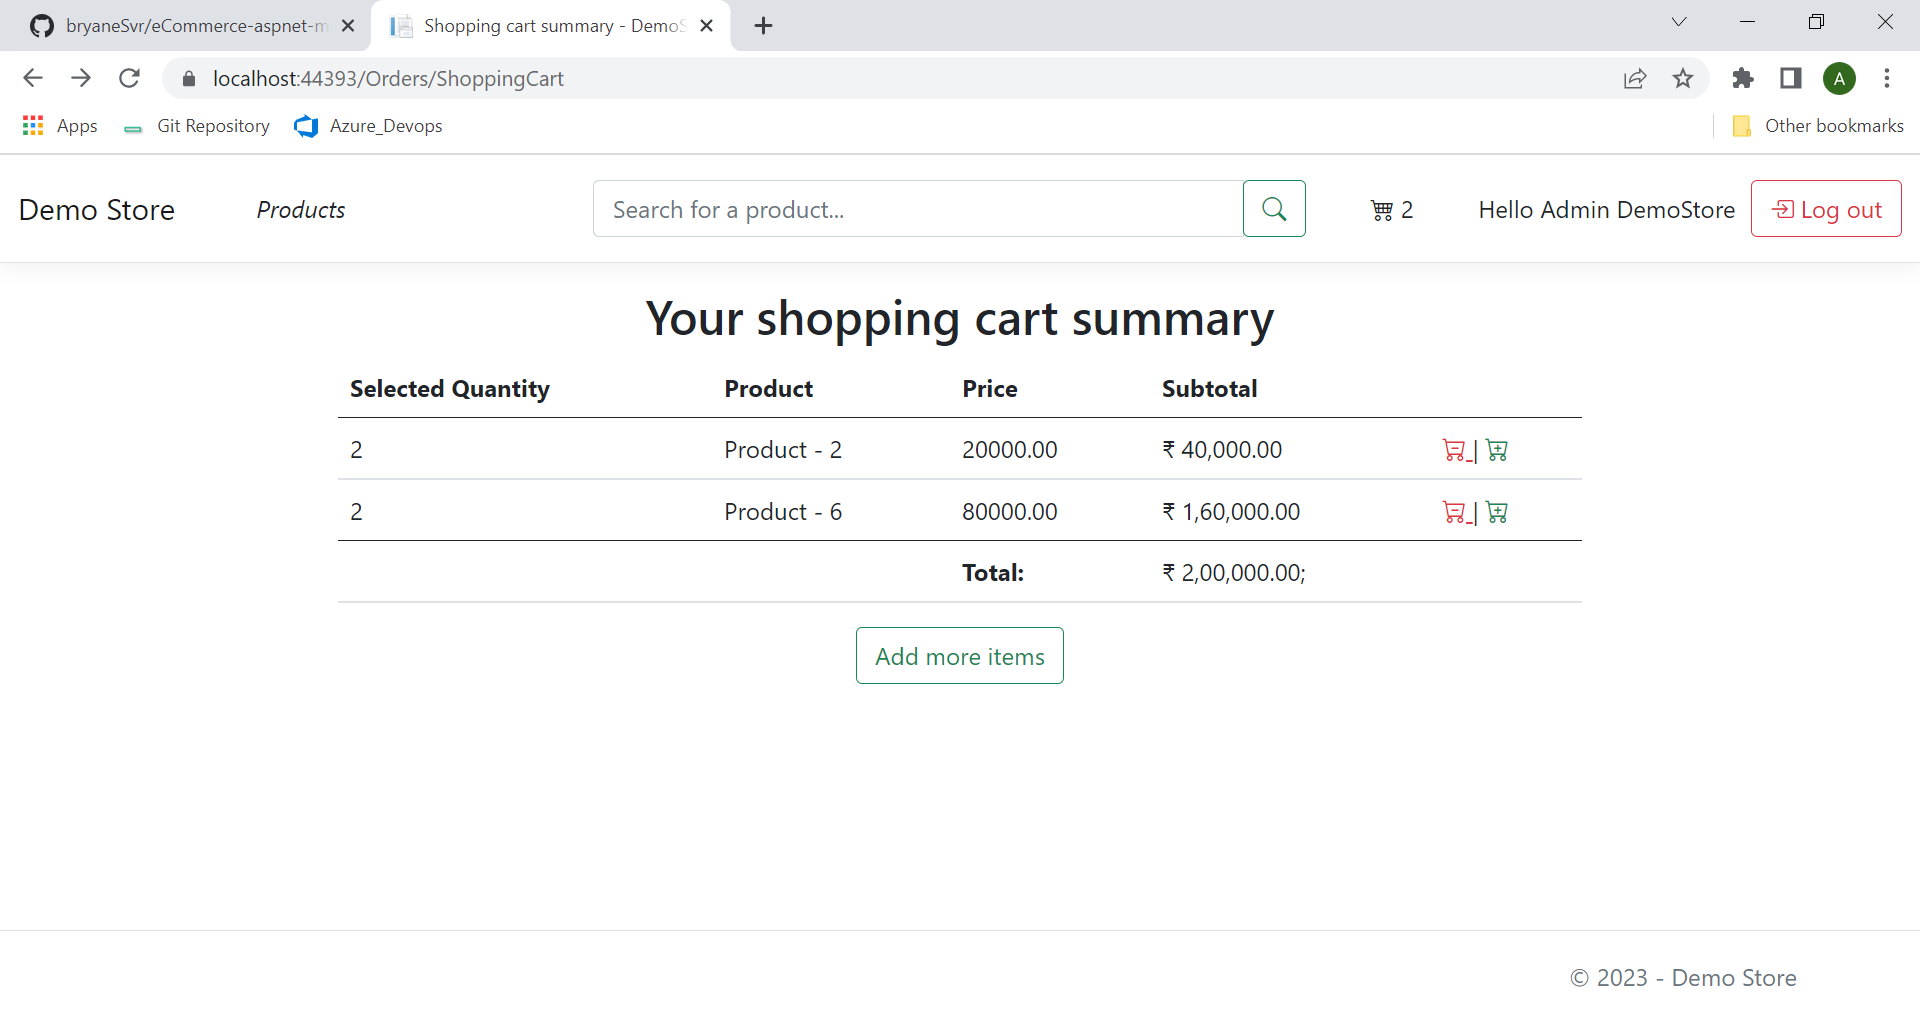 bryaneSvr/eCommerce-aspnet-m
Shopping cart summary - Demo
localhost:44393/Orders/ShoppingCart
A
Apps
Git Repository
Azure_Devops
Other bookmarks
Demo Store
Products
Search for a product...
2
Hello Admin DemoStore
Log out
Your shopping cart summary
Selected Quantity Product Price Subtotal
2 Product - 2 20000.00 ₹ 40,000.00 |
2 Product - 6 80000.00 ₹ 1,60,000.00 |
Total: ₹ 2,00,000.00;
Add more items
© 2023 - Demo Store